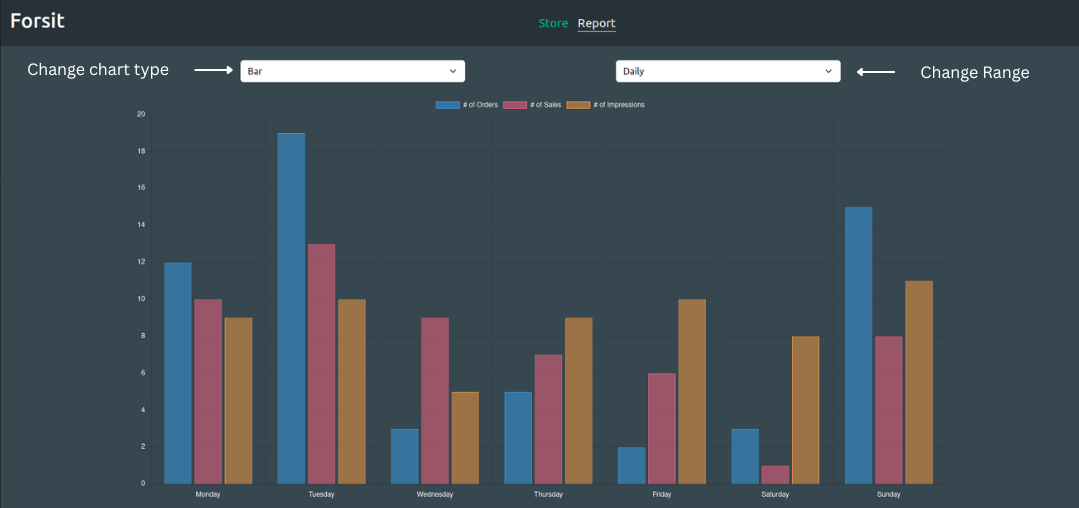 Forsit
Store Report
Change chart type
Bar
Daily
Change Range
# of Orders # of Sales # of Impressions
20
18
16
14
12
10
8
6
4
2
0
Monday Tuesday Wednesday Thursday Friday Saturday Sunday